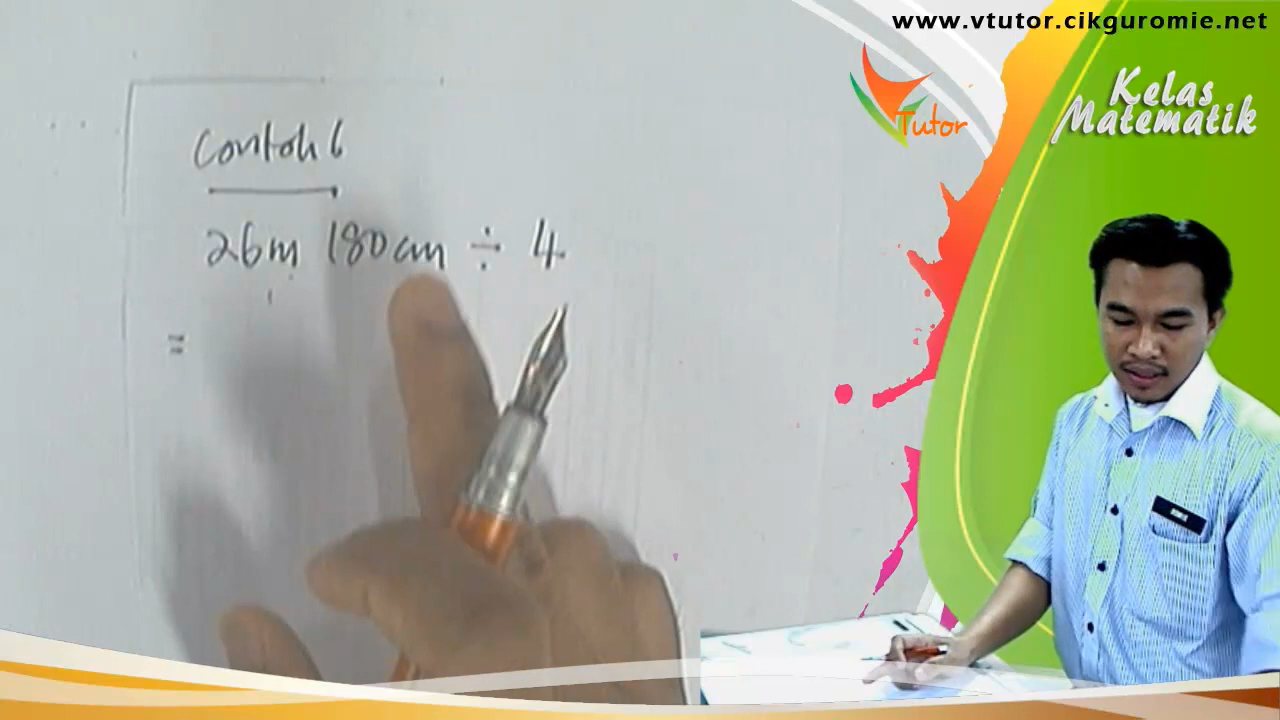 www.vtutor.cikguromie.net
Tutor
Kelas
Matematik
Contoh 6
26m 180cm ÷ 4
=